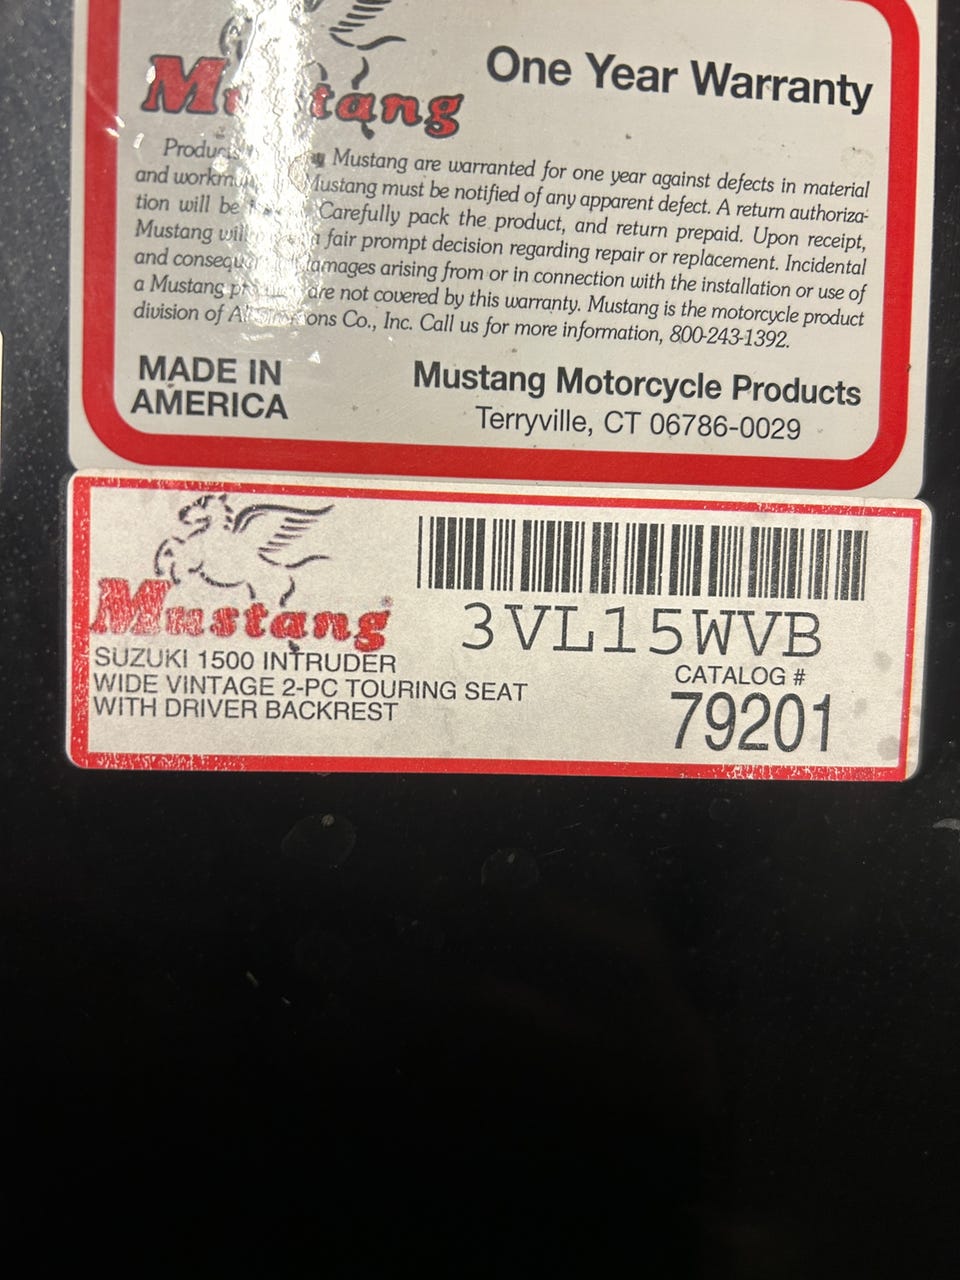 Mustang
One Year Warranty
Mustang are warranted for one year against defects in material
and Mustang must be notified of any apparent defect. A return authoriza-
tion will be Carefully pack the product, and return prepaid. Upon receipt,
Mustang will a fair prompt decision regarding repair or replacement. Incidental
and damages arising from or in connection with the installation or use of
a Mustang are not covered by this warranty. Mustang is the motorcycle product
division of Co., Inc. Call us for more information, 800-243-1392.
MADE IN
AMERICA
Mustang Motorcycle Products
Terryville, CT 06786-0029
Mustang
3VL15WVB
SUZUKI 1500 INTRUDER
WIDE VINTAGE 2-PC TOURING SEAT
WITH DRIVER BACKREST
CATALOG #
79201